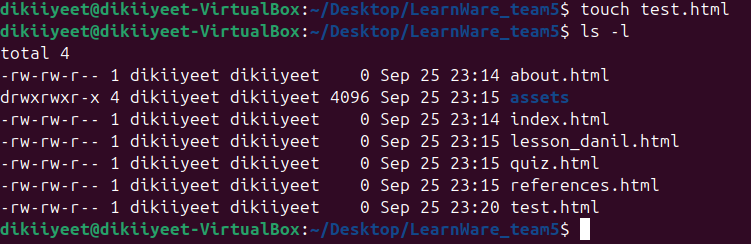 dikiiyeet@dikiiyeet-VirtualBox:~/Desktop/LearnWare_team5$ touch test.html
dikiiyeet@dikiiyeet-VirtualBox:~/Desktop/LearnWare_team5$ ls -l
total 4
-rw-rw-r-- 1 dikiiyeet dikiiyeet    0 Sep 25 23:14 about.html
drwxrwxr-x 4 dikiiyeet dikiiyeet 4096 Sep 25 23:15 assets
-rw-rw-r-- 1 dikiiyeet dikiiyeet    0 Sep 25 23:14 index.html
-rw-rw-r-- 1 dikiiyeet dikiiyeet    0 Sep 25 23:15 lesson_danil.html
-rw-rw-r-- 1 dikiiyeet dikiiyeet    0 Sep 25 23:15 quiz.html
-rw-rw-r-- 1 dikiiyeet dikiiyeet    0 Sep 25 23:15 references.html
-rw-rw-r-- 1 dikiiyeet dikiiyeet    0 Sep 25 23:20 test.html
dikiiyeet@dikiiyeet-VirtualBox:~/Desktop/LearnWare_team5$